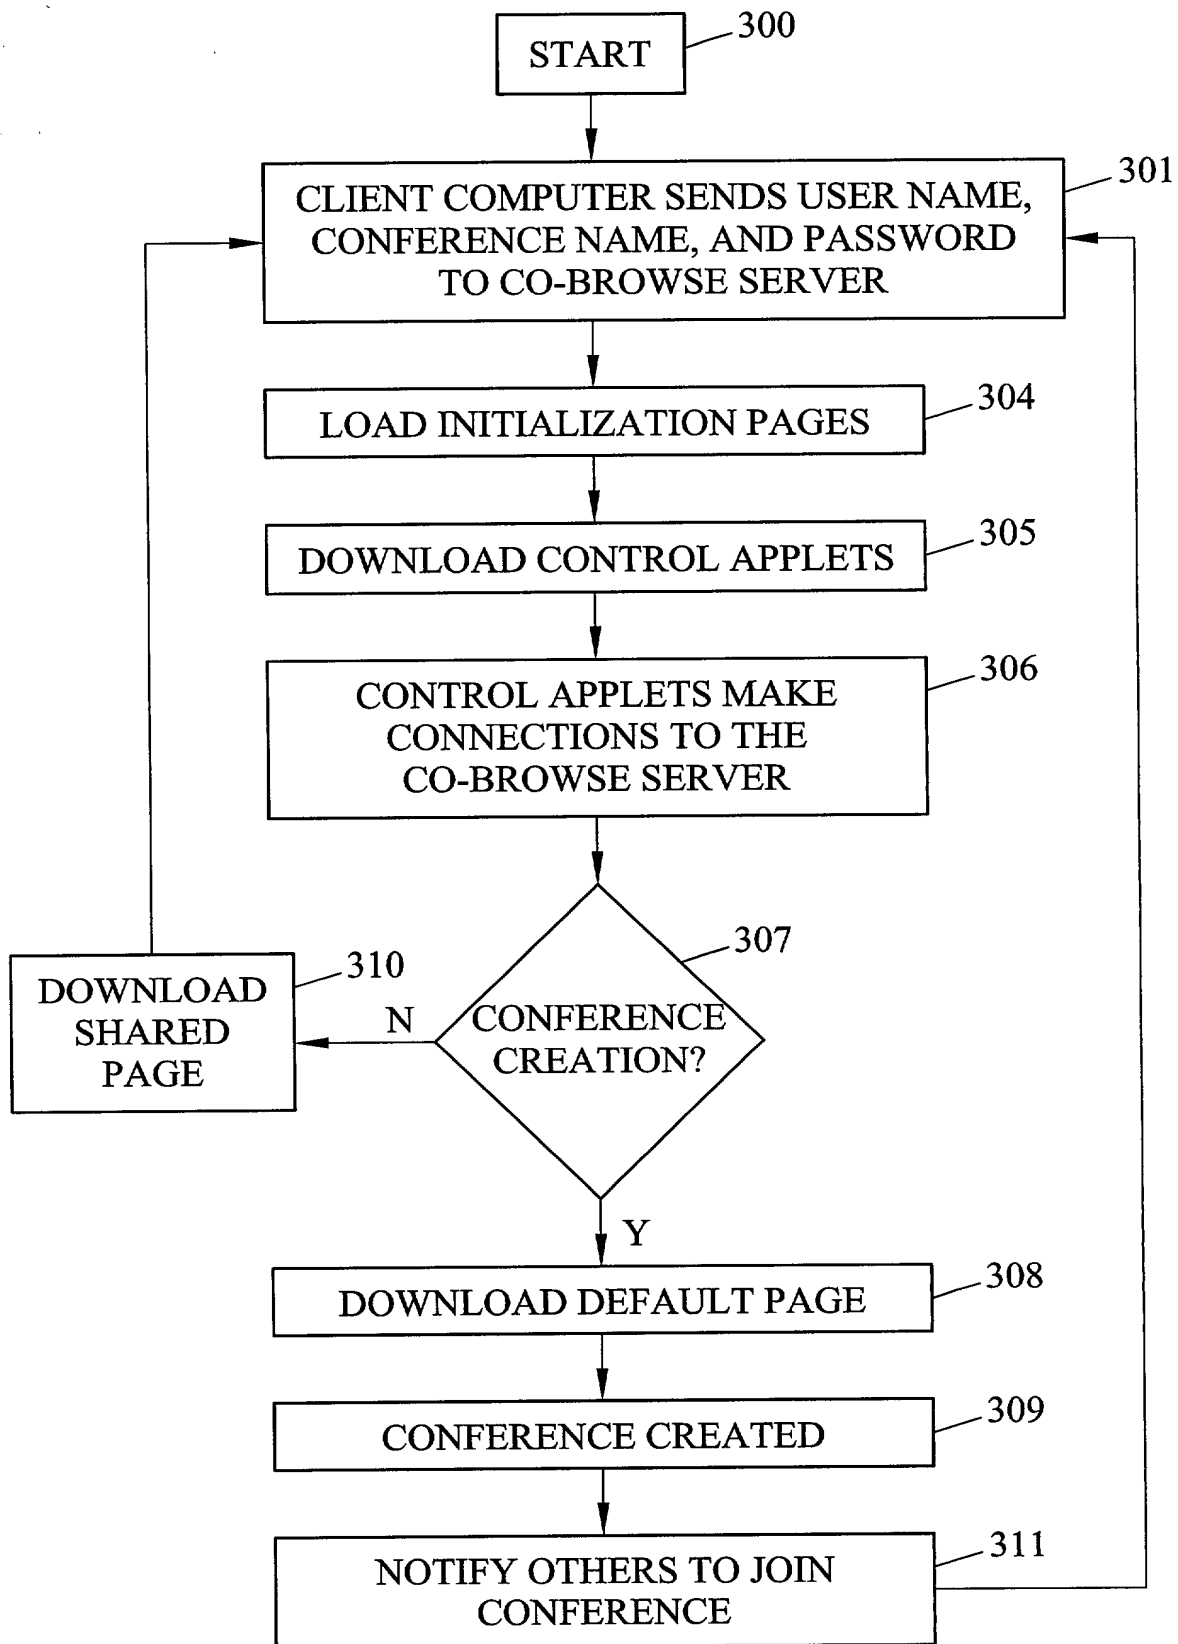 START
300
CLIENT COMPUTER SENDS USER NAME,
CONFERENCE NAME, AND PASSWORD
TO CO-BROWSE SERVER
301
LOAD INITIALIZATION PAGES
304
DOWNLOAD CONTROL APPLETS
305
CONTROL APPLETS MAKE
CONNECTIONS TO THE
CO-BROWSE SERVER
306
CONFERENCE
CREATION?
307
N
DOWNLOAD
SHARED
PAGE
310
Y
DOWNLOAD DEFAULT PAGE
308
CONFERENCE CREATED
309
NOTIFY OTHERS TO JOIN
CONFERENCE
311